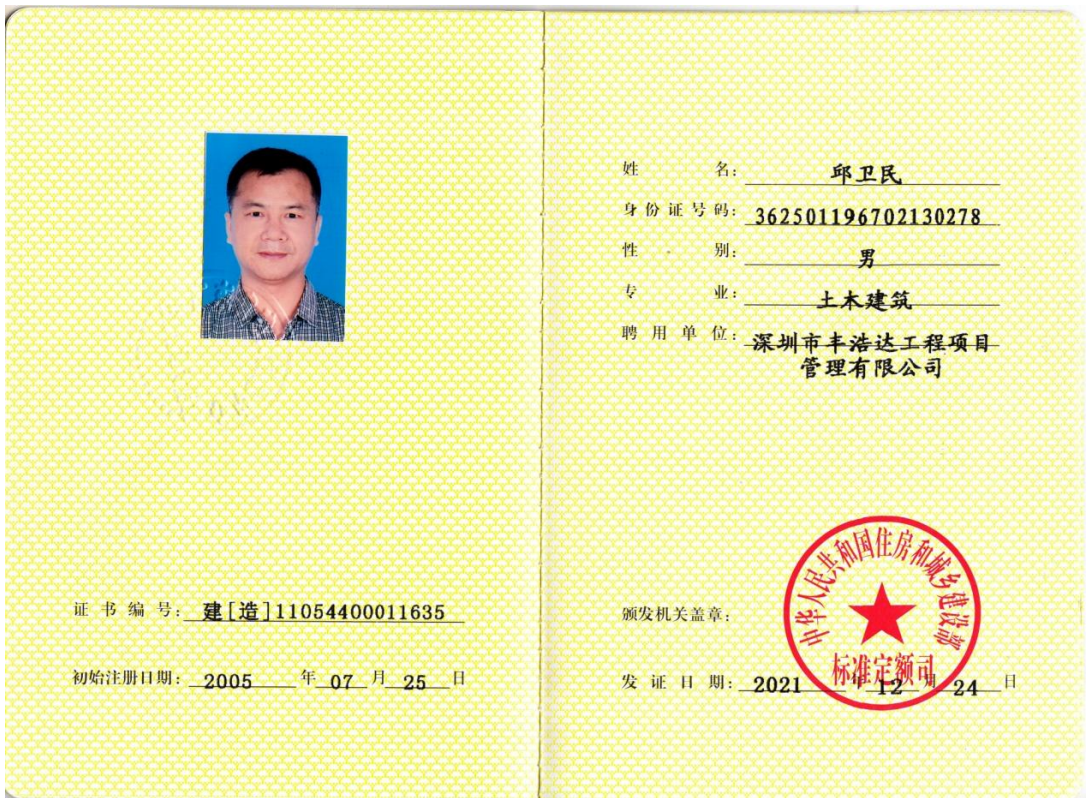 姓 名: 邱卫民
身份证号码: 362501196702130278
性 别: 男
专 业: 土木建筑
聘用单位: 深圳市丰浩达工程项目
管理有限公司
证书编号: 建[造]11054400011635
初始注册日期: 2005 年 07 月 25 日
颁发机关盖章:
中华人民共和国住房和城乡建设部
标准定额司
发证日期: 2021 年 12 月 24 日